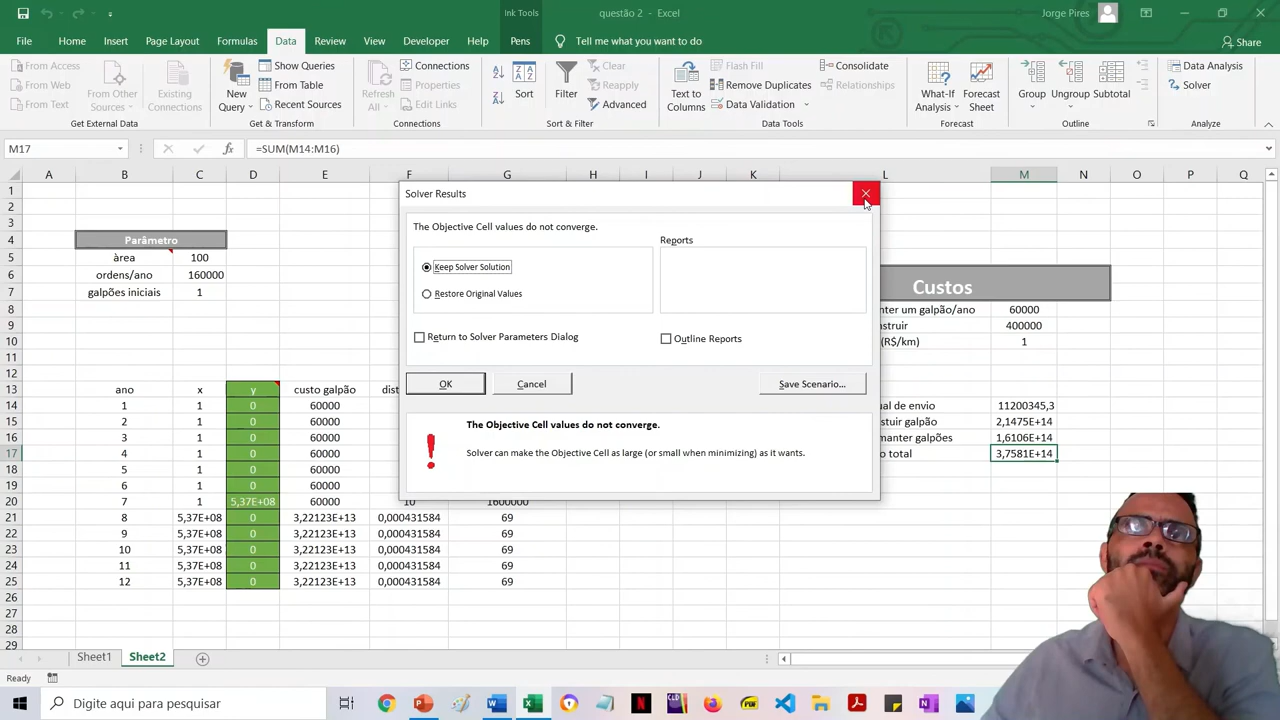 Ink Tools
questão 2 - Excel
Jorge Pires
File Home Insert Page Layout Formulas Data Review View Developer Help Pens Tell me what you want to do Share
From Access
From Web
From Text
From Other Sources
Existing Connections
Get External Data
New Query
Show Queries
From Table
Recent Sources
Get & Transform
Refresh All
Connections
Properties
Edit Links
Connections
Sort
Filter
Clear
Reapply
Advanced
Sort & Filter
Text to Columns
Flash Fill
Remove Duplicates
Data Validation
Consolidate
Relationships
Data Tools
What-If Analysis
Forecast Sheet
Forecast
Group
Ungroup
Subtotal
Outline
Data Analysis
Solver
Analyze
M17 fx =SUM(M14:M16)
A B C D E F G H I J K L M N O P Q
1
2
3
4 Parâmetro
5 àrea 100
6 ordens/ano 160000
7 galpões iniciais 1
Custos
8 nter um galpão/ano 60000
9 nstruir 400000
10 (R$/km) 1
11
12
13 ano x y custo galpão dist
14 1 1 0 60000 ual de envio 11200345,3
15 2 1 0 60000 stuir galpão 2,1475E+14
16 3 1 0 60000 manter galpões 1,6106E+14
17 4 1 0 60000 o total 3,7581E+14
18 5 1 0 60000
19 6 1 0 60000
20 7 1 5,37E+08 60000 10 1600000
21 8 5,37E+08 0 3,22123E+13 0,000431584 69
22 9 5,37E+08 0 3,22123E+13 0,000431584 69
23 10 5,37E+08 0 3,22123E+13 0,000431584 69
24 11 5,37E+08 0 3,22123E+13 0,000431584 69
25 12 5,37E+08 0 3,22123E+13 0,000431584 69
26
27
28
29
Solver Results
The Objective Cell values do not converge.
Keep Solver Solution
Restore Original Values
Reports
Return to Solver Parameters Dialog
Outline Reports
OK Cancel Save Scenario...
The Objective Cell values do not converge.
Solver can make the Objective Cell as large (or small when minimizing) as it wants.
Sheet1 Sheet2
Ready
Digite aqui para pesquisar